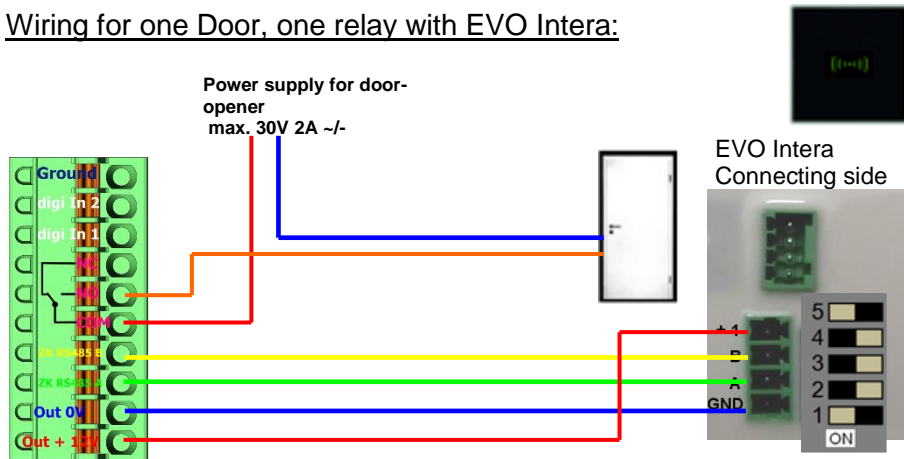 Wiring for one Door, one relay with EVO Intera:
Power supply for door-
opener
max. 30V 2A ~/-
EVO Intera
Connecting side
Ground
digi In 2
digi In 1
NC
NO
COM
ZK RS485 B
ZK RS485 A
Out 0V
Out + 12V
+ 1
B
A
GND
5
4
3
2
1
ON